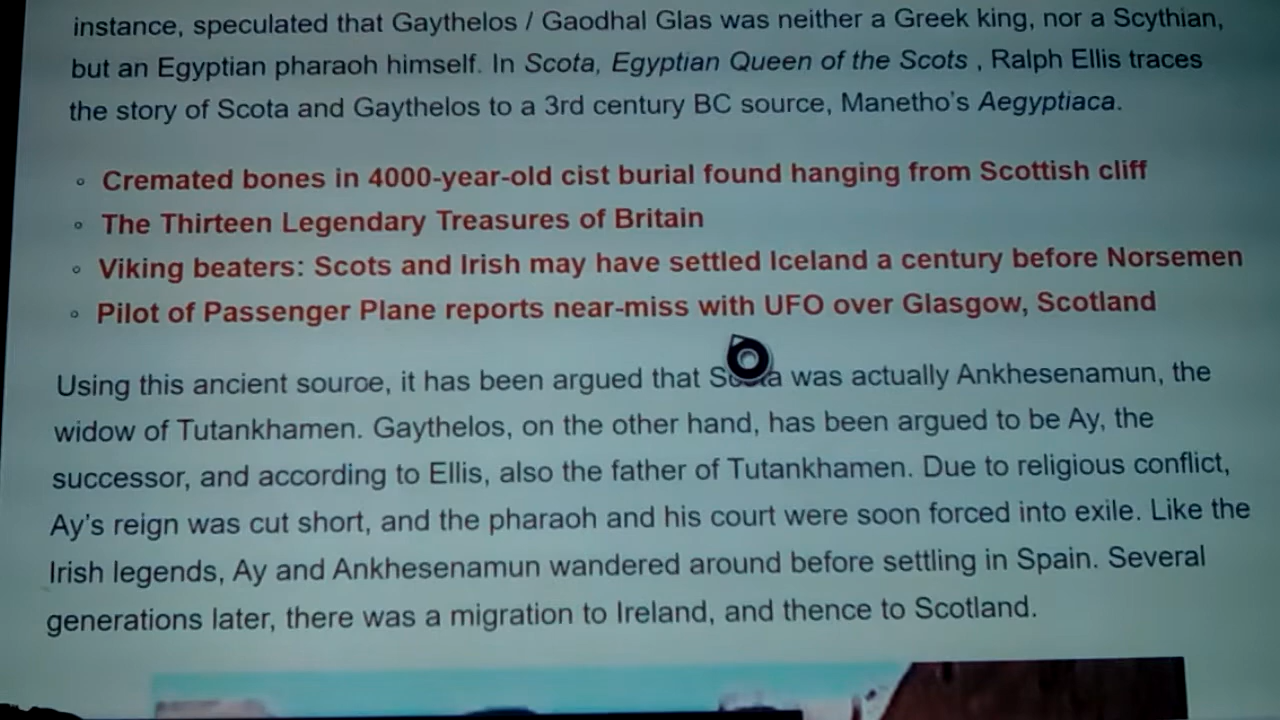 instance, speculated that Gaythelos / Gaodhal Glas was neither a Greek king, nor a Scythian,
but an Egyptian pharaoh himself. In Scota, Egyptian Queen of the Scots , Ralph Ellis traces
the story of Scota and Gaythelos to a 3rd century BC source, Manetho's Aegyptiaca.
Cremated bones in 4000-year-old cist burial found hanging from Scottish cliff
The Thirteen Legendary Treasures of Britain
Viking beaters: Scots and Irish may have settled Iceland a century before Norsemen
Pilot of Passenger Plane reports near-miss with UFO over Glasgow, Scotland
Using this ancient source, it has been argued that Scota was actually Ankhesenamun, the
widow of Tutankhamen. Gaythelos, on the other hand, has been argued to be Ay, the
successor, and according to Ellis, also the father of Tutankhamen. Due to religious conflict,
Ay's reign was cut short, and the pharaoh and his court were soon forced into exile. Like the
Irish legends, Ay and Ankhesenamun wandered around before settling in Spain. Several
generations later, there was a migration to Ireland, and thence to Scotland.